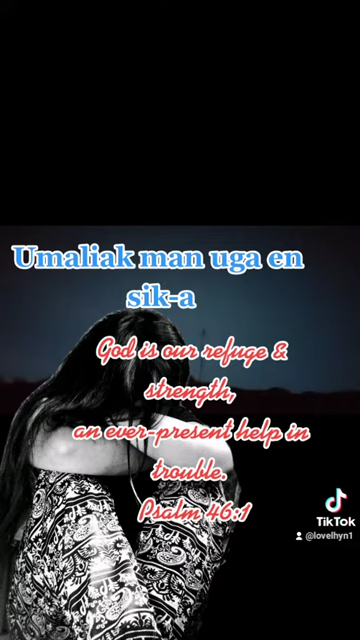 Umaliak man uga en
sik-a
God is our refuge &
strength,
an ever-present help in
trouble.
Psalm 46:1
TikTok
@lovelhyn1